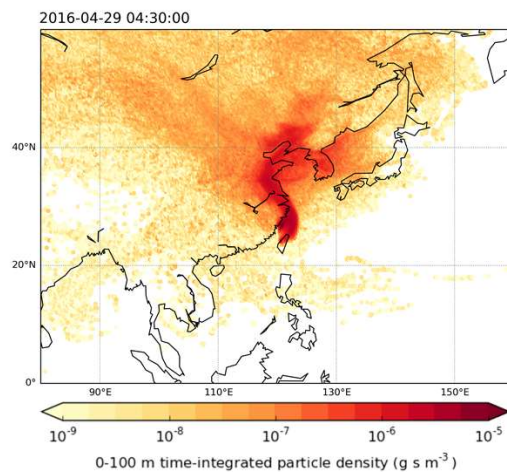 2016-04-29 04:30:00
40°N
20°N
0°
90°E 110°E 130°E 150°E
10⁻⁹ 10⁻⁸ 10⁻⁷ 10⁻⁶ 10⁻⁵
0-100 m time-integrated particle density (g s m⁻³)